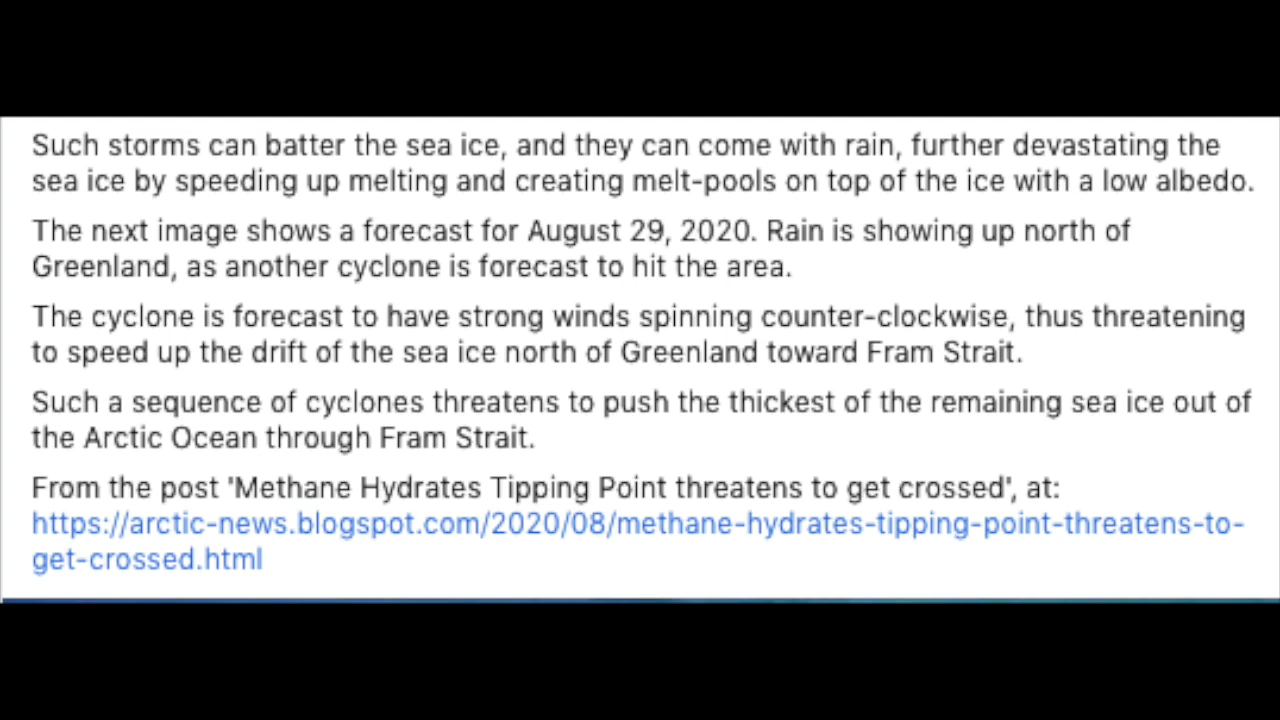 Such storms can batter the sea ice, and they can come with rain, further devastating the
sea ice by speeding up melting and creating melt-pools on top of the ice with a low albedo.
The next image shows a forecast for August 29, 2020. Rain is showing up north of
Greenland, as another cyclone is forecast to hit the area.
The cyclone is forecast to have strong winds spinning counter-clockwise, thus threatening
to speed up the drift of the sea ice north of Greenland toward Fram Strait.
Such a sequence of cyclones threatens to push the thickest of the remaining sea ice out of
the Arctic Ocean through Fram Strait.
From the post 'Methane Hydrates Tipping Point threatens to get crossed', at:
https://arctic-news.blogspot.com/2020/08/methane-hydrates-tipping-point-threatens-to-
get-crossed.html